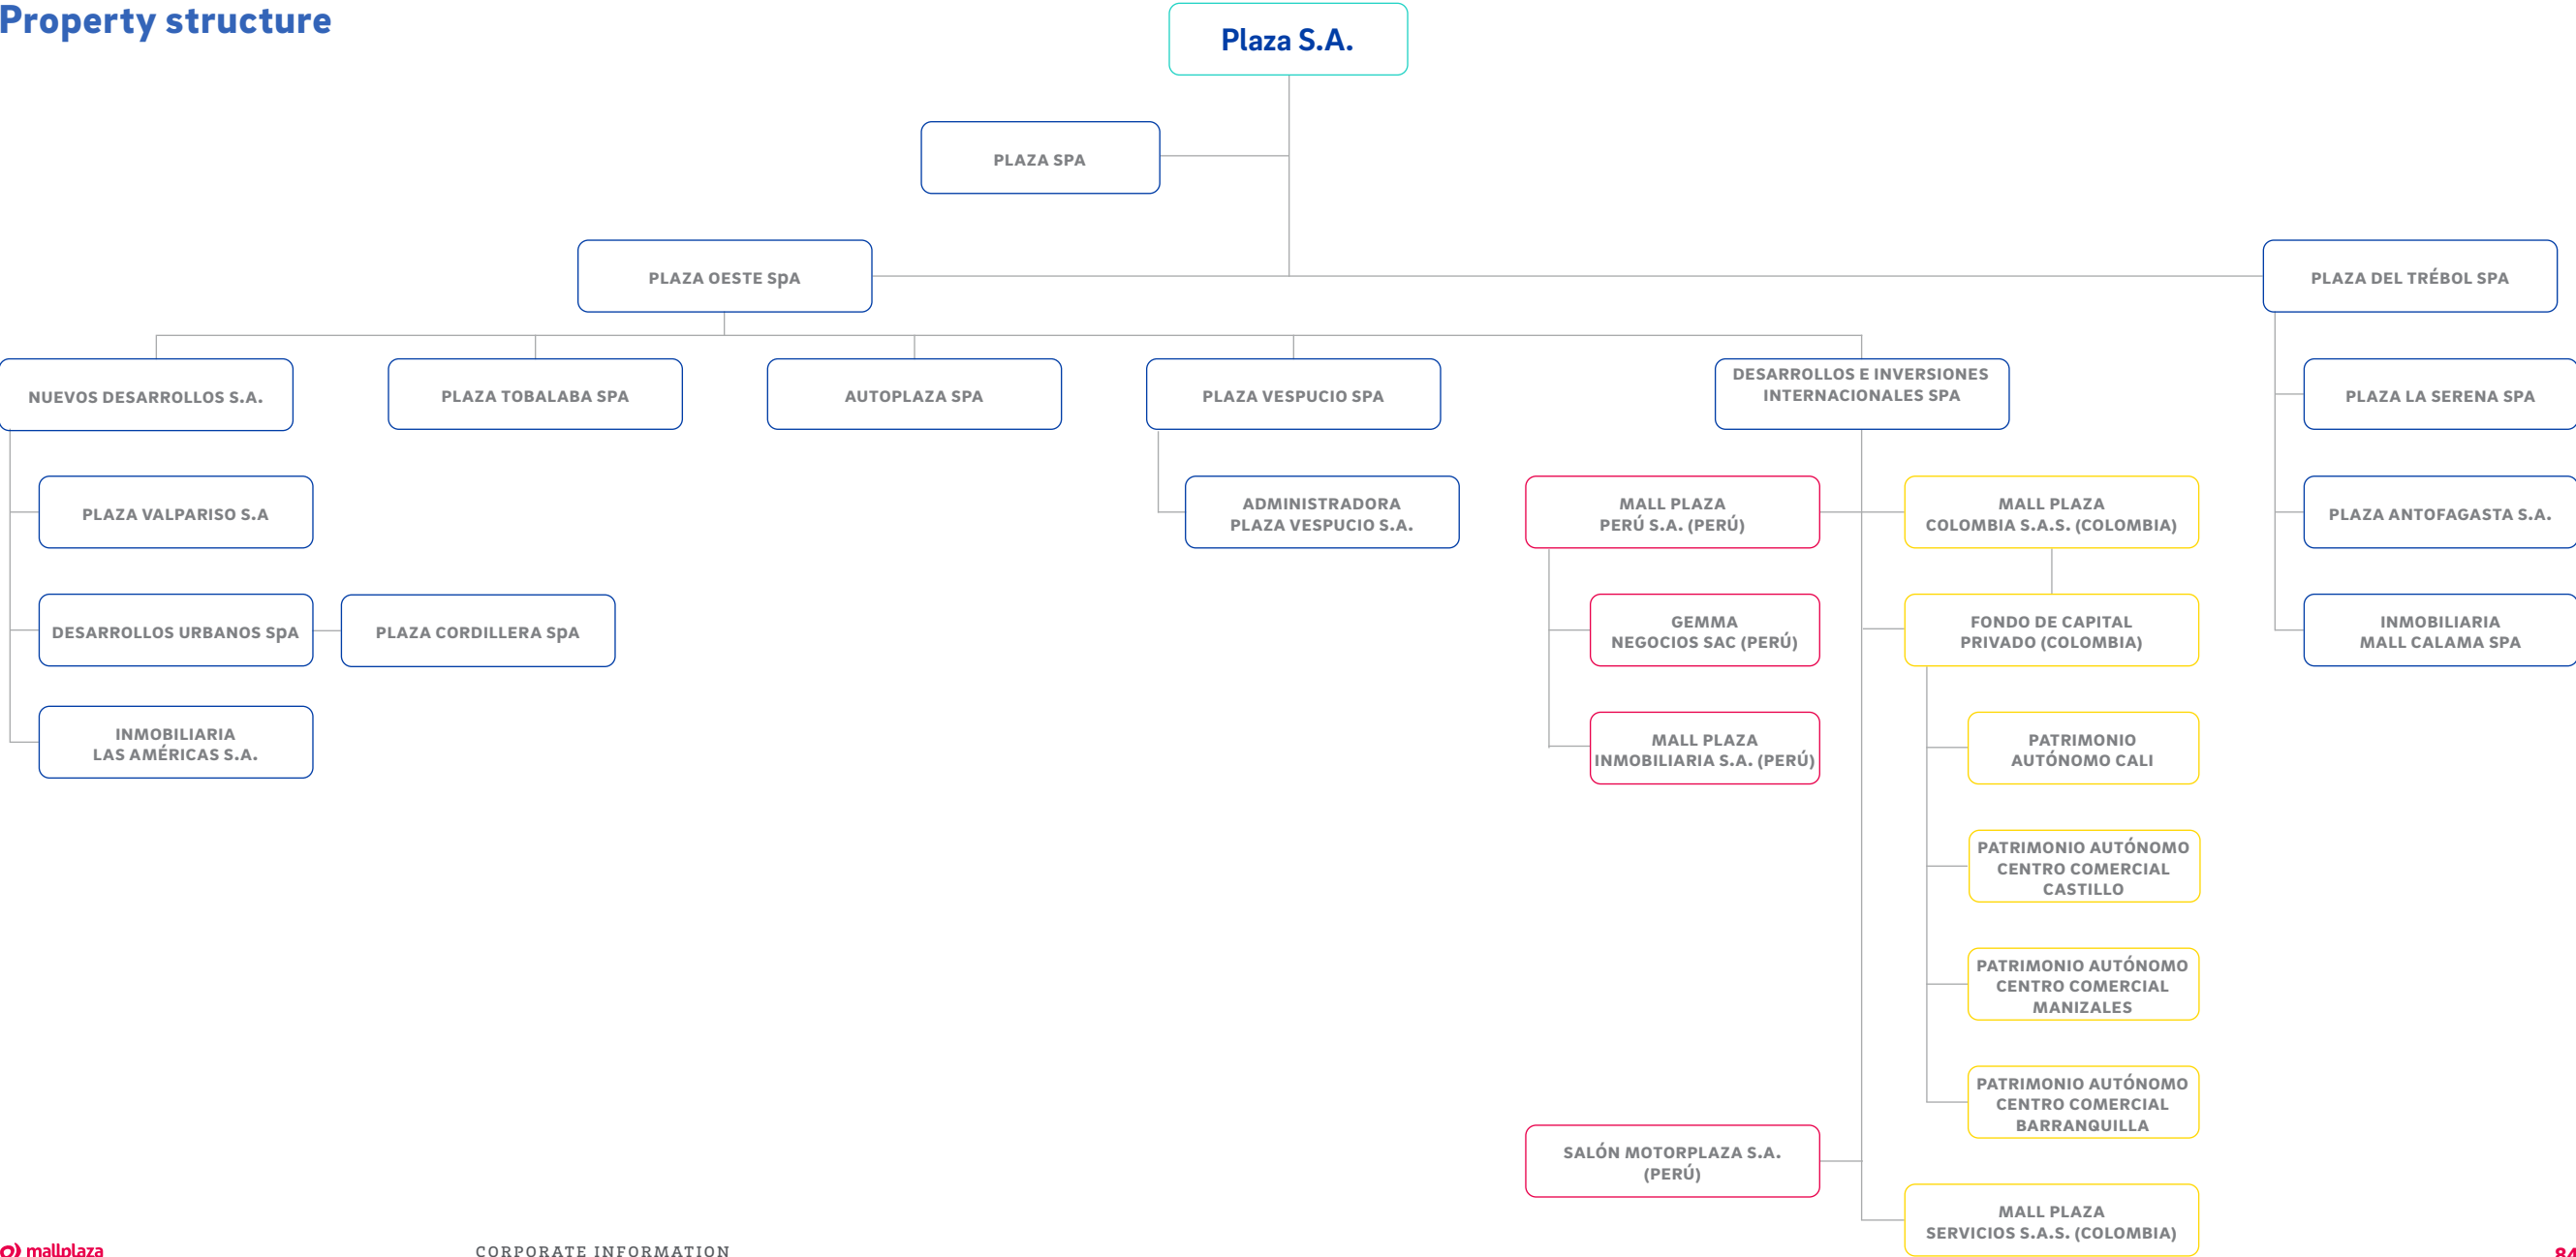 Property structure
Plaza S.A.
PLAZA SPA
PLAZA OESTE SpA
PLAZA DEL TRÉBOL SPA
NUEVOS DESARROLLOS S.A.
PLAZA TOBALABA SPA
AUTOPLAZA SPA
PLAZA VESPUCIO SPA
DESARROLLOS E INVERSIONES
INTERNACIONALES SPA
PLAZA LA SERENA SPA
PLAZA VALPARISO S.A
ADMINISTRADORA
PLAZA VESPUCIO S.A.
MALL PLAZA
PERÚ S.A. (PERÚ)
MALL PLAZA
COLOMBIA S.A.S. (COLOMBIA)
PLAZA ANTOFAGASTA S.A.
DESARROLLOS URBANOS SpA
PLAZA CORDILLERA SpA
GEMMA
NEGOCIOS SAC (PERÚ)
FONDO DE CAPITAL
PRIVADO (COLOMBIA)
INMOBILIARIA
MALL CALAMA SPA
INMOBILIARIA
LAS AMÉRICAS S.A.
MALL PLAZA
INMOBILIARIA S.A. (PERÚ)
PATRIMONIO
AUTÓNOMO CALI
PATRIMONIO AUTÓNOMO
CENTRO COMERCIAL
CASTILLO
PATRIMONIO AUTÓNOMO
CENTRO COMERCIAL
MANIZALES
PATRIMONIO AUTÓNOMO
CENTRO COMERCIAL
BARRANQUILLA
SALÓN MOTORPLAZA S.A.
(PERÚ)
MALL PLAZA
SERVICIOS S.A.S. (COLOMBIA)
mallplaza
CORPORATE INFORMATION
84